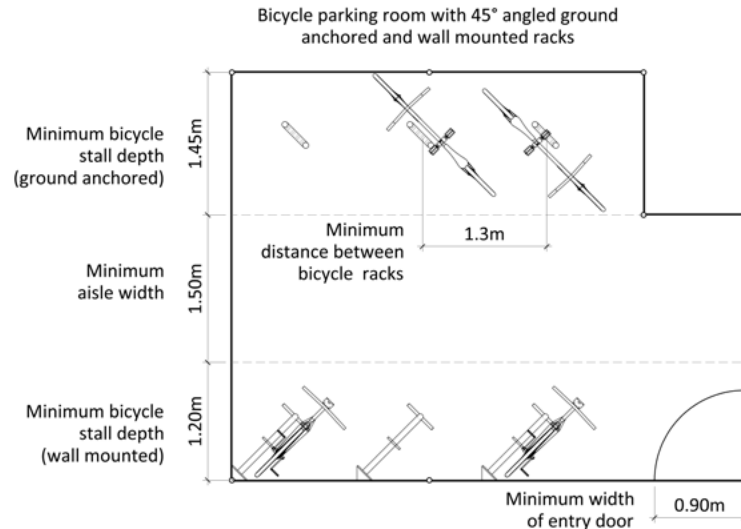 Bicycle parking room with 45° angled ground
anchored and wall mounted racks
Minimum bicycle
stall depth
(ground anchored)
1.45m
Minimum
distance between
bicycle racks
1.3m
Minimum
aisle width
1.50m
Minimum bicycle
stall depth
(wall mounted)
1.20m
Minimum width
of entry door
0.90m